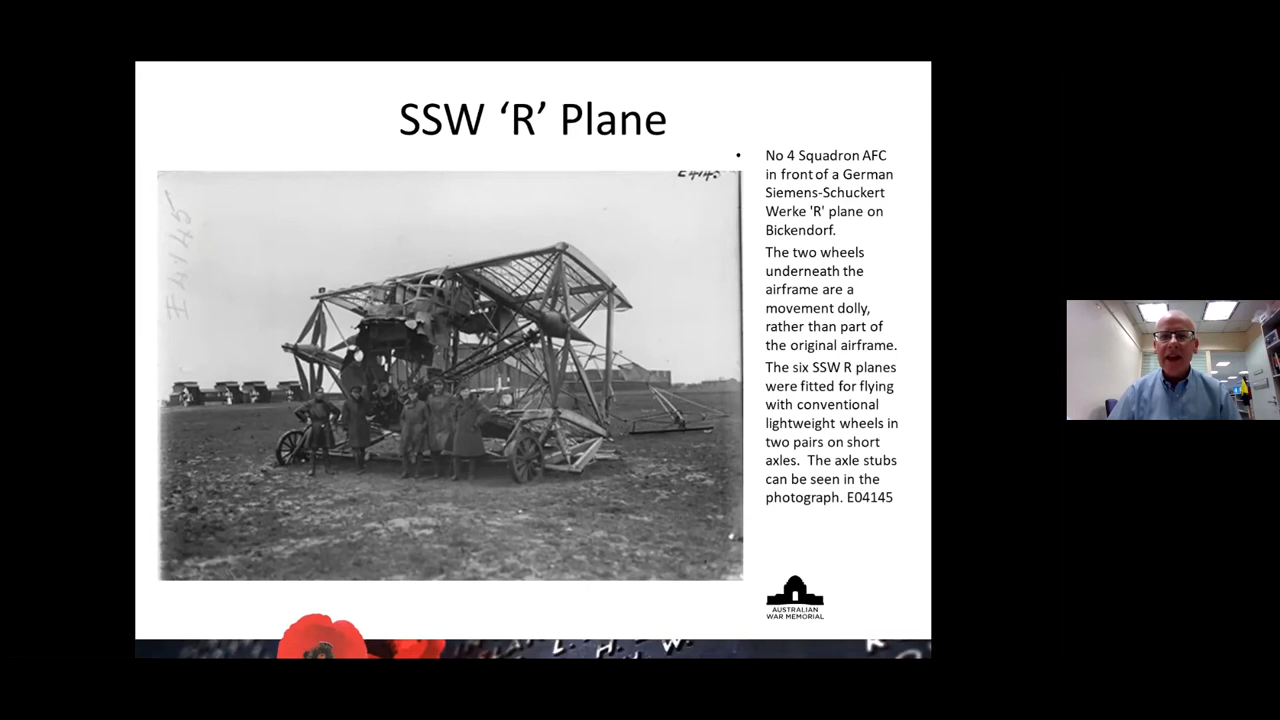 SSW ‘R’ Plane
E4145
E4145
• No 4 Squadron AFC
in front of a German
Siemens-Schuckert
Werke 'R' plane on
Bickendorf.
The two wheels
underneath the
airframe are a
movement dolly,
rather than part of
the original airframe.
The six SSW R planes
were fitted for flying
with conventional
lightweight wheels in
two pairs on short
axles. The axle stubs
can be seen in the
photograph. E04145
AUSTRALIAN
WAR MEMORIAL
L. H. W.